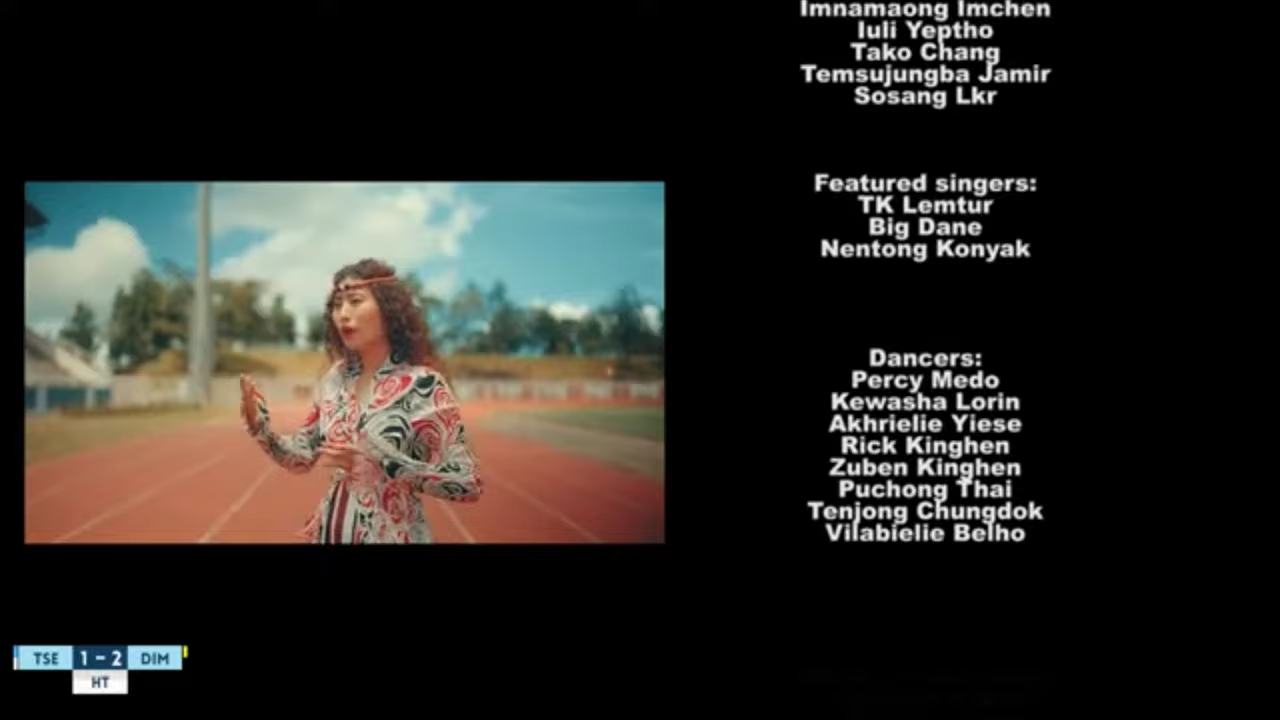 Imnamaong Imchen
Iuli Yeptho
Tako Chang
Temsujungba Jamir
Sosang Lkr
Featured singers:
TK Lemtur
Big Dane
Nentong Konyak
Dancers:
Percy Medo
Kewasha Lorin
Akhrielie Yiese
Rick Kinghen
Zuben Kinghen
Puchong Thai
Tenjong Chungdok
Vilabielie Belho
TSE 1 - 2 DIM
HT